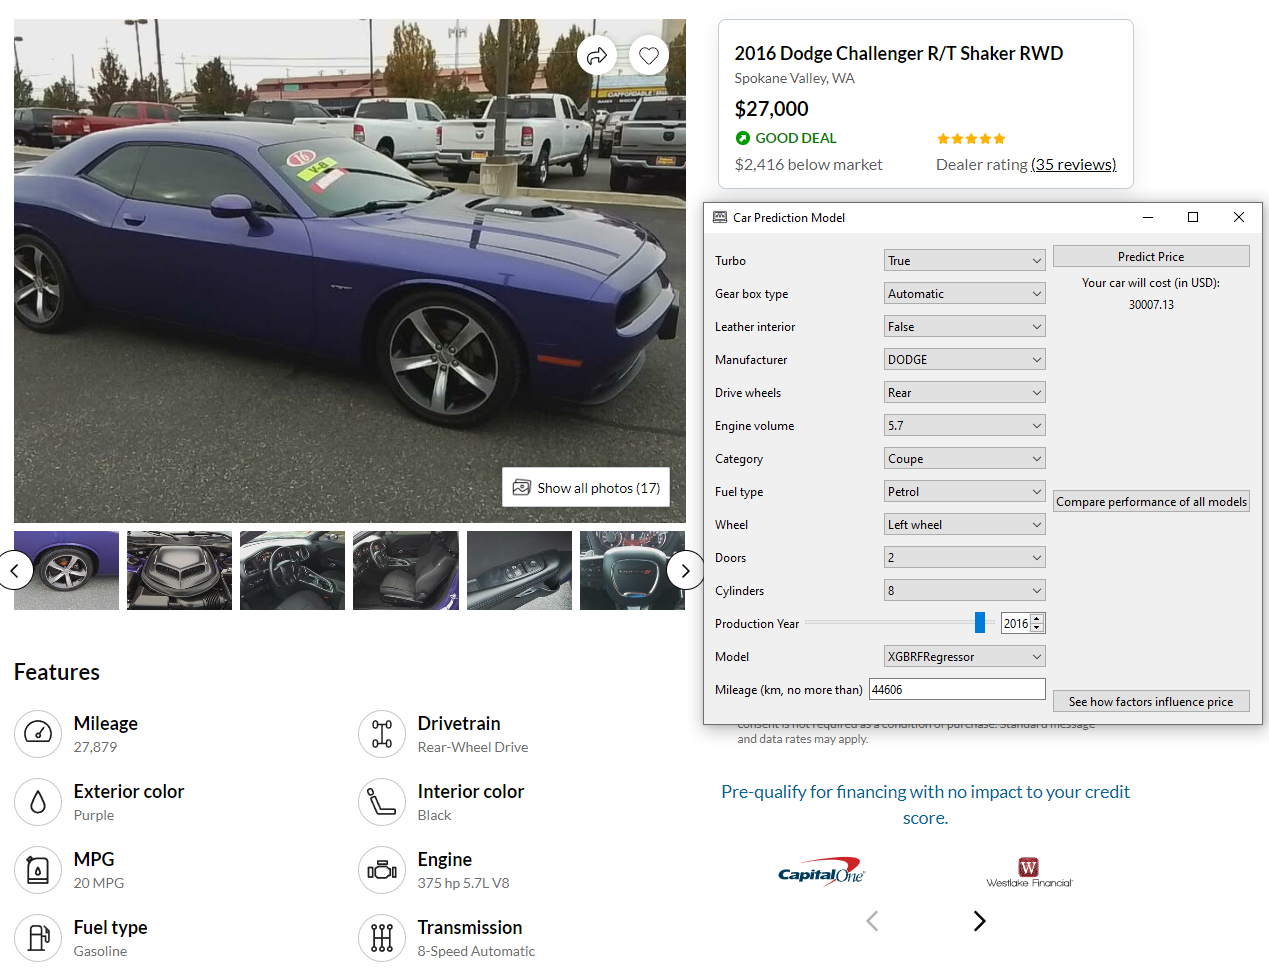 2016 Dodge Challenger R/T Shaker RWD
Spokane Valley, WA
$27,000
GOOD DEAL
$2,416 below market
Dealer rating (35 reviews)
16
V-8
Show all photos (17)
Car Prediction Model
Turbo
True
Predict Price
Your car will cost (in USD):
30007.13
Gear box type
Automatic
Leather interior
False
Manufacturer
DODGE
Drive wheels
Rear
Engine volume
5.7
Category
Coupe
Fuel type
Petrol
Compare performance of all models
Wheel
Left wheel
Doors
2
Cylinders
8
Production Year
2016
Model
XGBRFRegressor
Mileage (km, no more than)
44606
See how factors influence price
consent is not required as a condition of purchase. Standard message
and data rates may apply.
Features
Mileage
27,879
Drivetrain
Rear-Wheel Drive
Exterior color
Purple
Interior color
Black
MPG
20 MPG
Engine
375 hp 5.7L V8
Fuel type
Gasoline
Transmission
8-Speed Automatic
Pre-qualify for financing with no impact to your credit
score.
Capital One
W
Westlake Financial